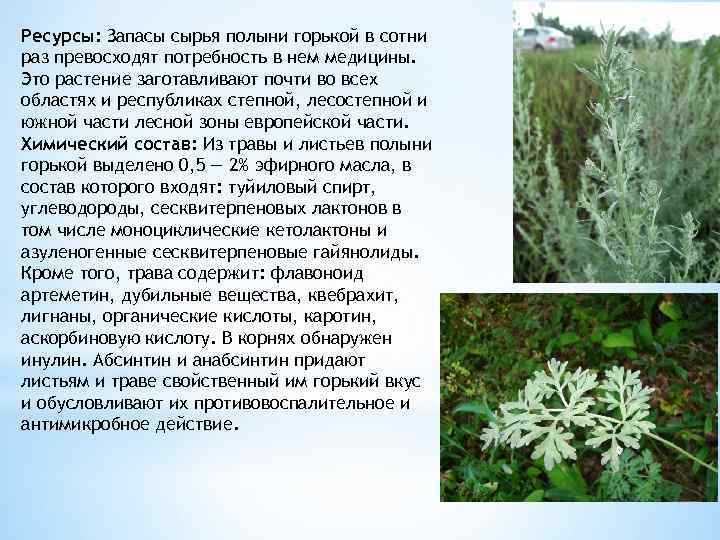 Ресурсы: Запасы сырья полыни горькой в сотни
раз превосходят потребность в нем медицины.
Это растение заготавливают почти во всех
областях и республиках степной, лесостепной и
южной части лесной зоны европейской части.
Химический состав: Из травы и листьев полыни
горькой выделено 0,5 — 2% эфирного масла, в
состав которого входят: туйиловый спирт,
углеводороды, сесквитерпеновых лактонов в
том числе моноциклические кетолактоны и
азуленогенные сесквитерпеновые гайянолиды.
Кроме того, трава содержит: флавоноид
артеметин, дубильные вещества, квебрахит,
лигнаны, органические кислоты, каротин,
аскорбиновую кислоту. В корнях обнаружен
инулин. Абсинтин и анабсинтин придают
листьям и траве свойственный им горький вкус
и обусловливают их противовоспалительное и
антимикробное действие.